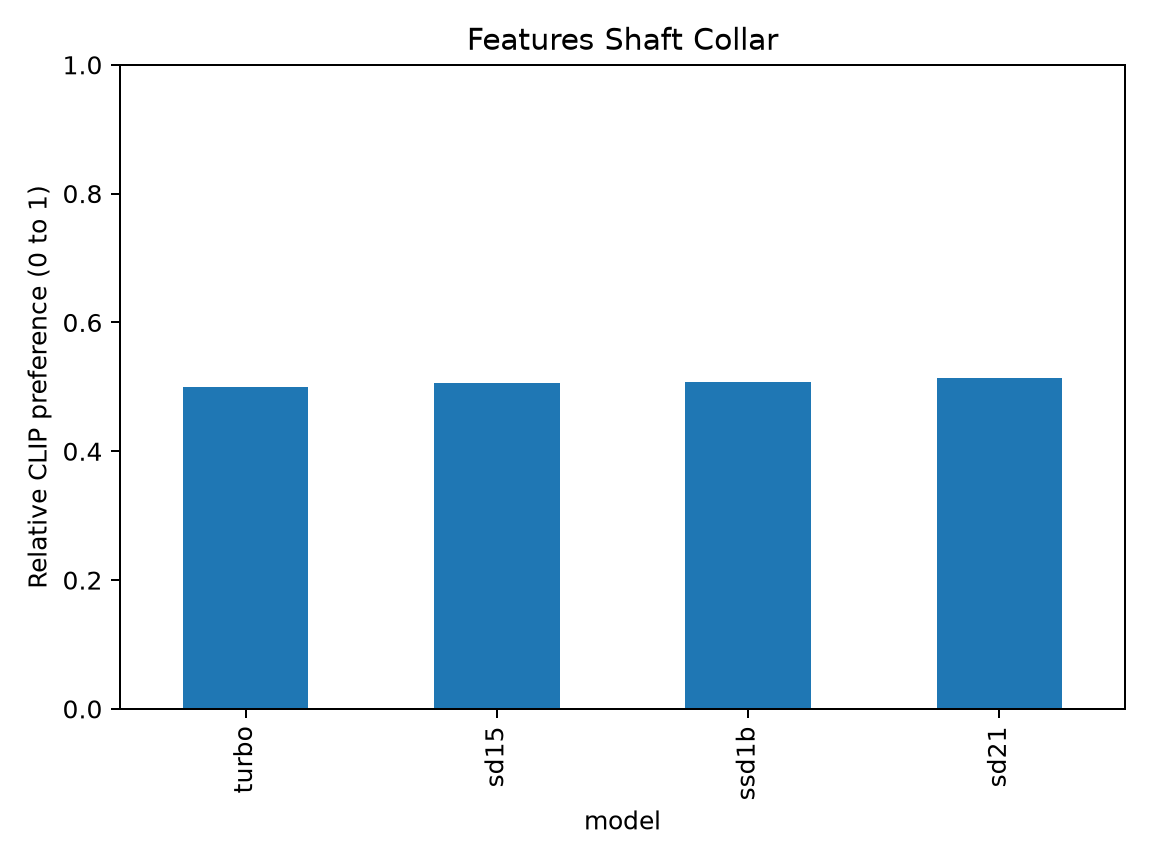 Features Shaft Collar
Relative CLIP preference (0 to 1)
1.0
0.8
0.6
0.4
0.2
0.0
turbo
sd15
ssd1b
sd21
model